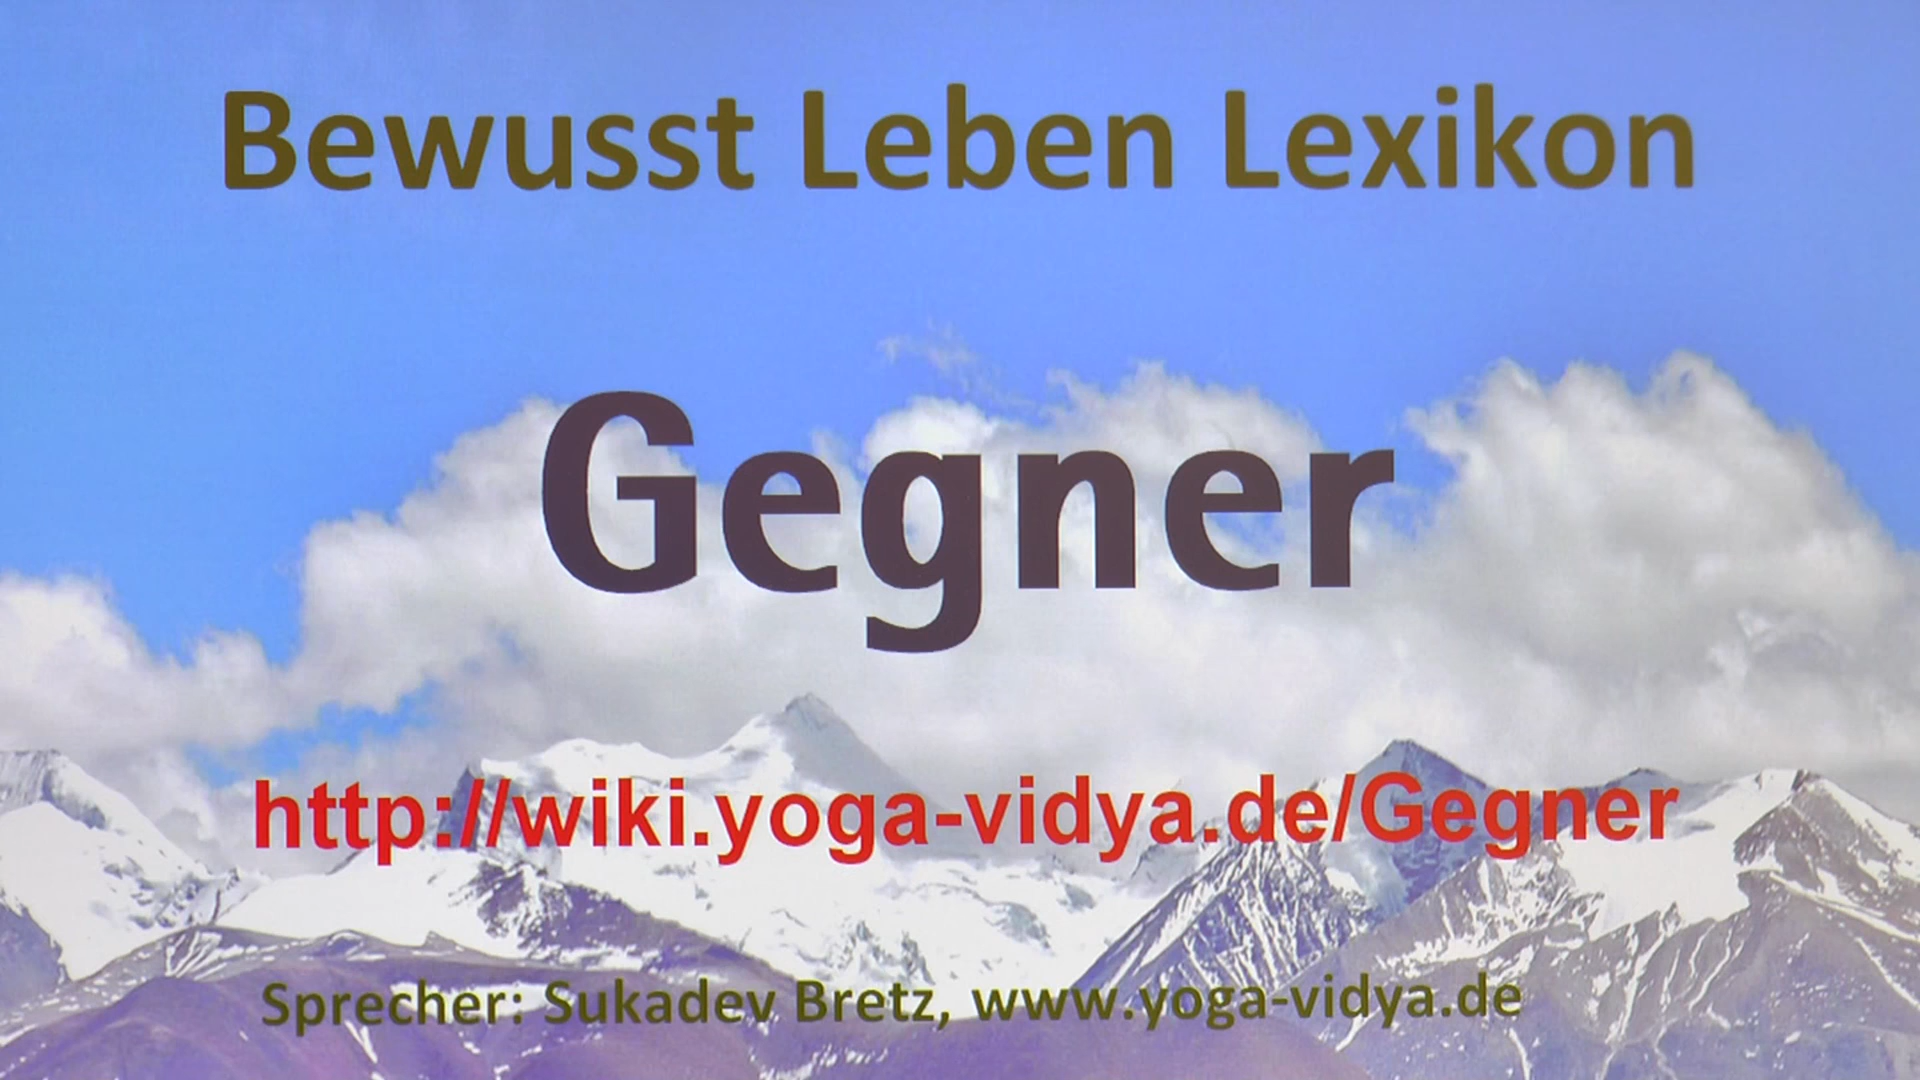 Bewusst Leben Lexikon
Gegner
http://wiki.yoga-vidya.de/Gegner
Sprecher: Sukadev Bretz, www.yoga-vidya.de